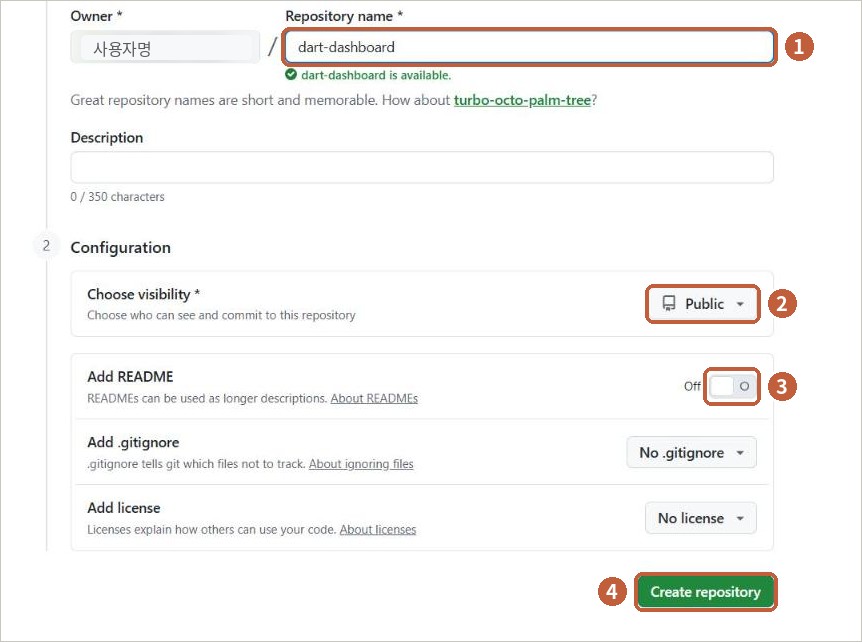 Owner *
Repository name *
사용자명 / dart-dashboard
1
dart-dashboard is available.
Great repository names are short and memorable. How about turbo-octo-palm-tree?
Description
0 / 350 characters
2
Configuration
Choose visibility *
Choose who can see and commit to this repository
Public
2
Add README
READMEs can be used as longer descriptions. About READMEs
Off
3
Add .gitignore
.gitignore tells git which files not to track. About ignoring files
No .gitignore
Add license
Licenses explain how others can use your code. About licenses
No license
4
Create repository